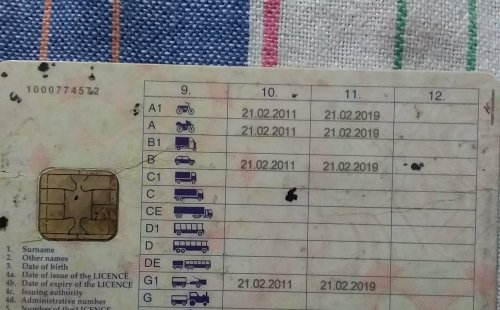 1000774572
9. 10. 11. 12.
A1 21.02.2011 21.02.2019
A 21.02.2011 21.02.2019
B1
B 21.02.2011 21.02.2019
C1
C
CE
D1
D
DE
G1 21.02.2011 21.02.2019
G
1. Surname
2. Other names
3. Date of birth
4a. Date of issue of the LICENCE
4b. Date of expiry of the LICENCE
4c. Issuing authority
4d. Administrative number
5. Number of the LICENCE